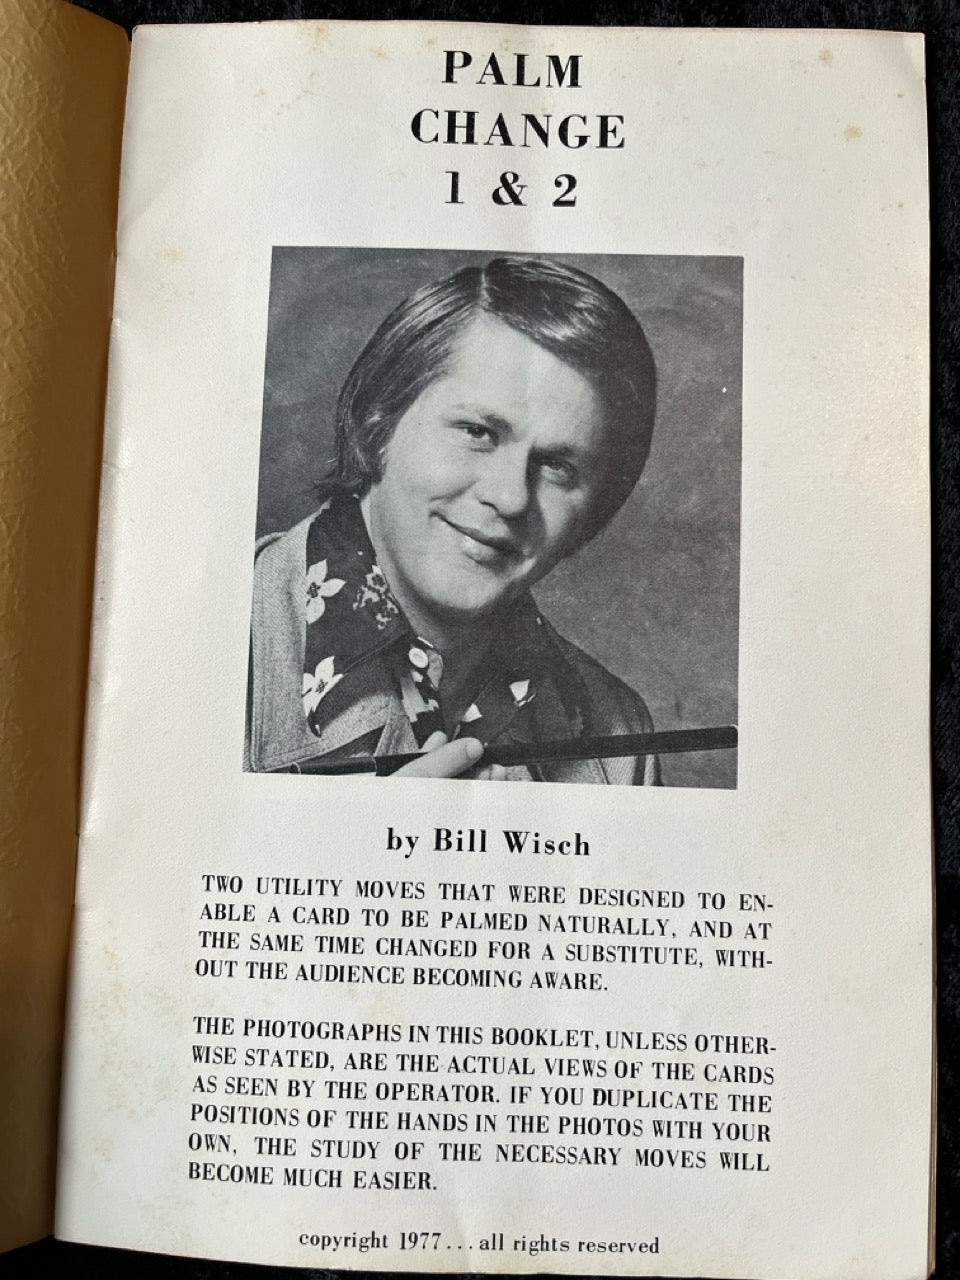 PALM
CHANGE
1 & 2
by Bill Wisch
TWO UTILITY MOVES THAT WERE DESIGNED TO EN-
ABLE A CARD TO BE PALMED NATURALLY, AND AT
THE SAME TIME CHANGED FOR A SUBSTITUTE, WITH-
OUT THE AUDIENCE BECOMING AWARE.
THE PHOTOGRAPHS IN THIS BOOKLET, UNLESS OTHER-
WISE STATED, ARE THE ACTUAL VIEWS OF THE CARDS
AS SEEN BY THE OPERATOR. IF YOU DUPLICATE THE
POSITIONS OF THE HANDS IN THE PHOTOS WITH YOUR
OWN, THE STUDY OF THE NECESSARY MOVES WILL
BECOME MUCH EASIER.
copyright 1977...all rights reserved